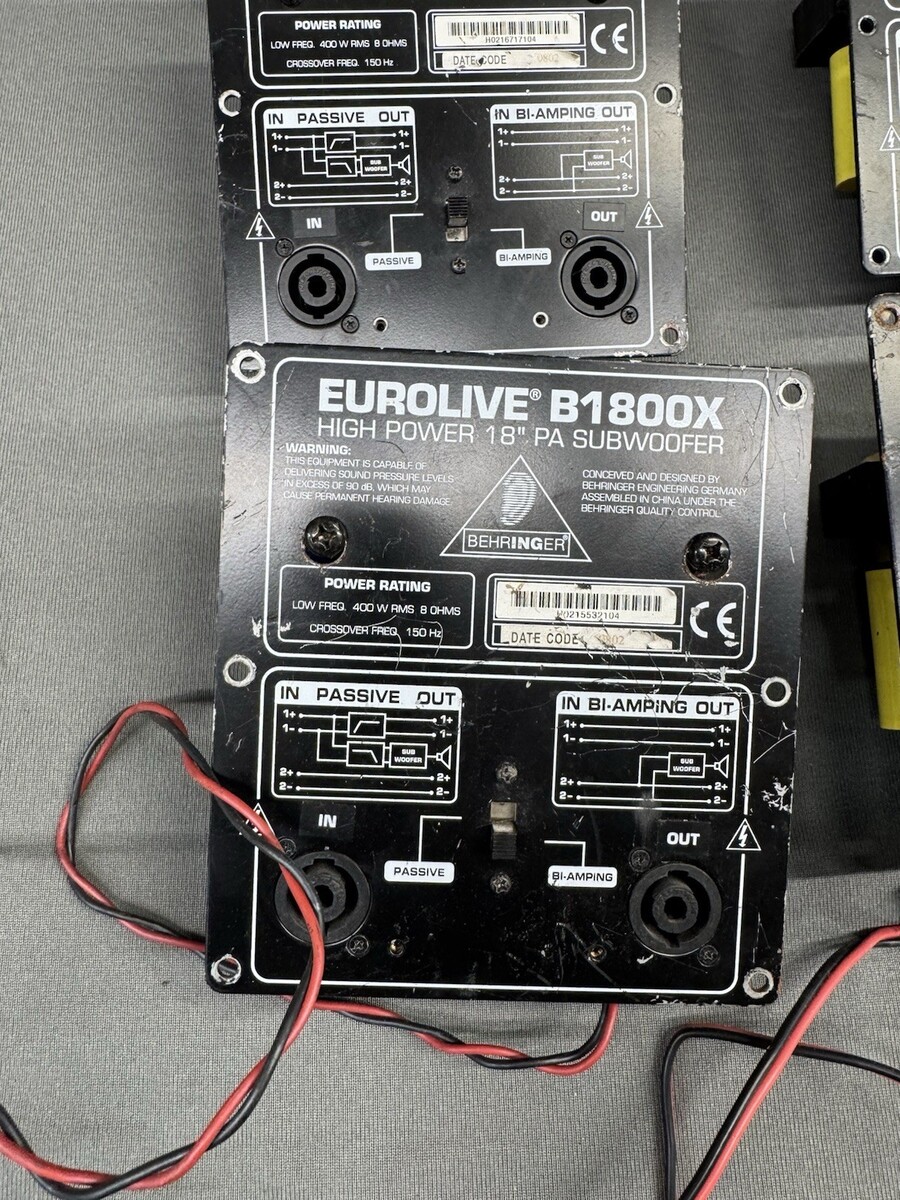 POWER RATING
LOW FREQ. 400 W RMS 8 OHMS
CROSSOVER FREQ. 150 Hz
H0216717104
DATE CODE 0802
CE
IN PASSIVE OUT
1+ 1+
1- 1-
SUB WOOFER
2+ 2+
2- 2-
IN BI-AMPING OUT
1+ 1+
1- 1-
SUB WOOFER
2+ 2+
2- 2-
IN
OUT
PASSIVE
BI-AMPING
EUROLIVE® B1800X
HIGH POWER 18" PA SUBWOOFER
WARNING:
THIS EQUIPMENT IS CAPABLE OF
DELIVERING SOUND PRESSURE LEVELS
IN EXCESS OF 90 dB, WHICH MAY
CAUSE PERMANENT HEARING DAMAGE.
BEHRINGER®
CONCEIVED AND DESIGNED BY
BEHRINGER ENGINEERING GERMANY
ASSEMBLED IN CHINA UNDER THE
BEHRINGER QUALITY CONTROL.
POWER RATING
LOW FREQ. 400 W RMS 8 OHMS
CROSSOVER FREQ. 150 Hz
H0215532104
DATE CODE 0802
CE
IN PASSIVE OUT
1+ 1+
1- 1-
SUB WOOFER
2+ 2+
2- 2-
IN BI-AMPING OUT
1+ 1+
1- 1-
SUB WOOFER
2+ 2+
2- 2-
IN
OUT
PASSIVE
BI-AMPING